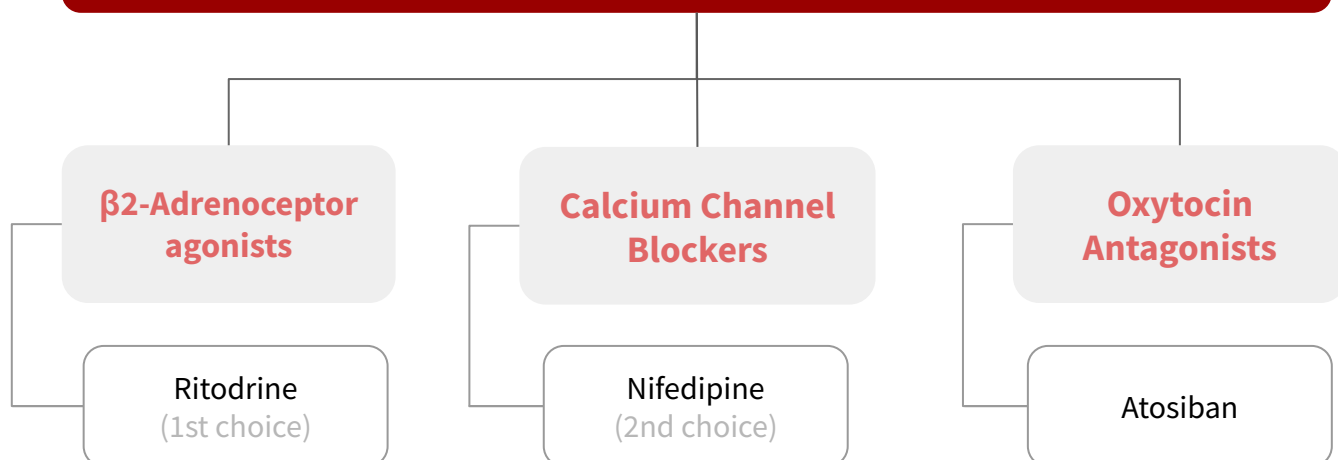 β2-Adrenoceptor
agonists
Calcium Channel
Blockers
Oxytocin
Antagonists
Ritodrine
(1st choice)
Nifedipine
(2nd choice)
Atosiban